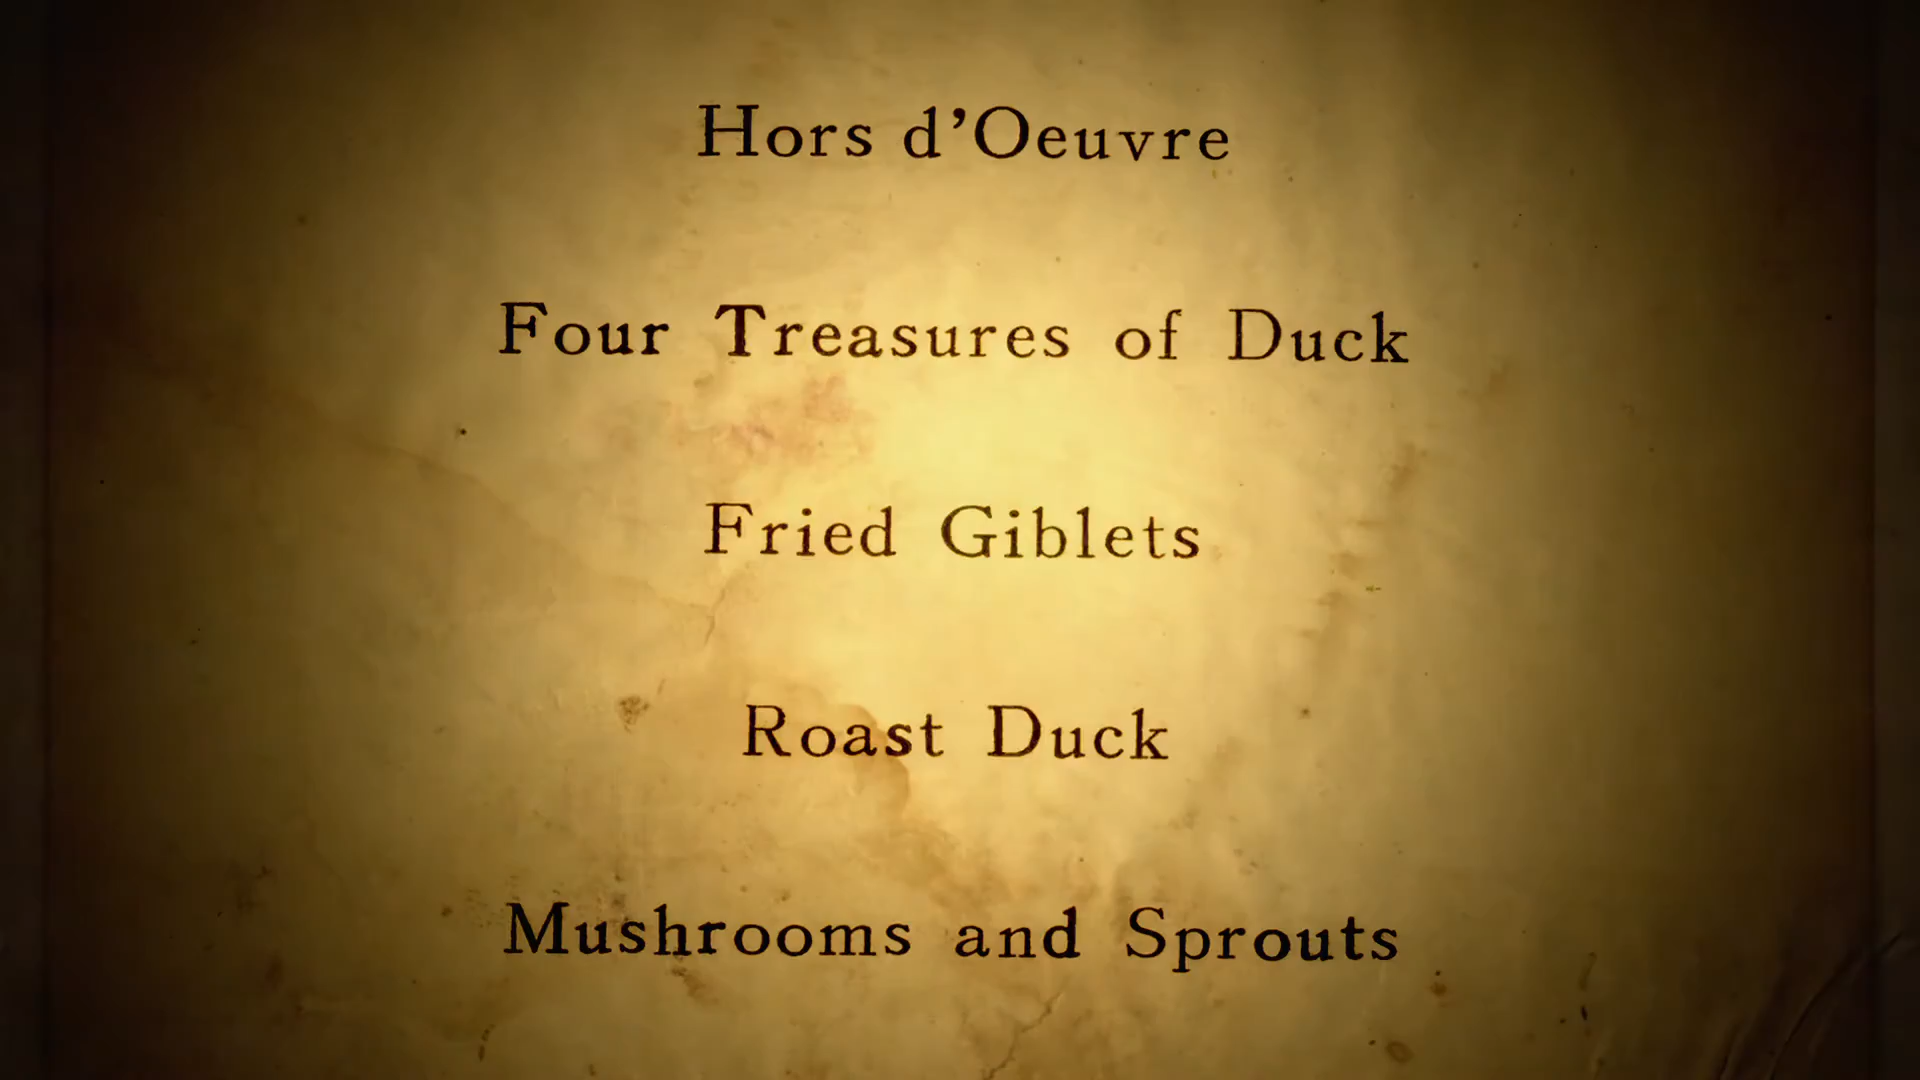 Hors d’Oeuvre
Four Treasures of Duck
Fried Giblets
Roast Duck
Mushrooms and Sprouts